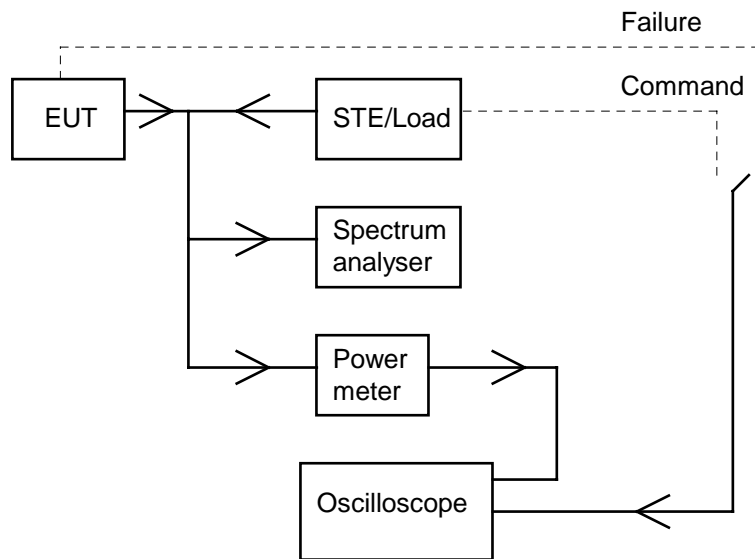 Failure
Command
EUT
STE/Load
Spectrum
analyser
Power
meter
Oscilloscope